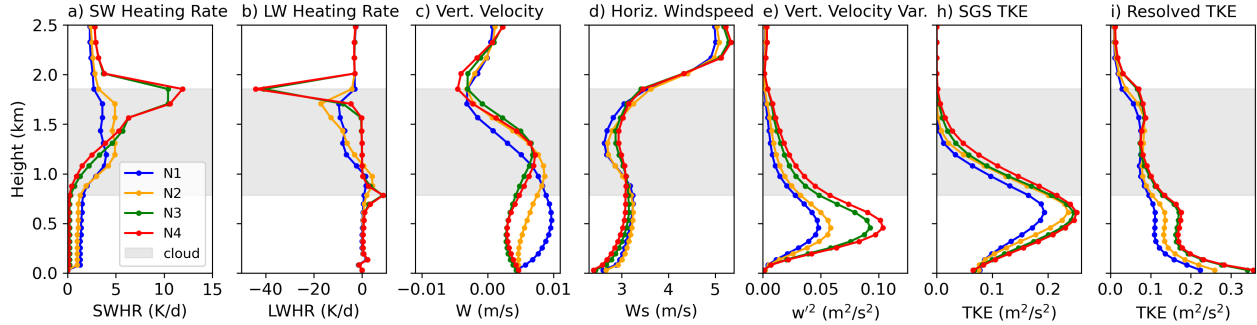 a) SW Heating Rate
b) LW Heating Rate
c) Vert. Velocity
d) Horiz. Windspeed
e) Vert. Velocity Var.
h) SGS TKE
i) Resolved TKE
Height (km)
2.5
2.0
1.5
1.0
0.5
0.0
N1
N2
N3
N4
cloud
0 5 10 15
−40 −20 0
−0.01 0.00 0.01
3 4 5
0.00 0.05 0.10
0.0 0.1 0.2
0.0 0.1 0.2 0.3
SWHR (K/d)
LWHR (K/d)
W (m/s)
Ws (m/s)
w′² (m²/s²)
TKE (m²/s²)
TKE (m²/s²)